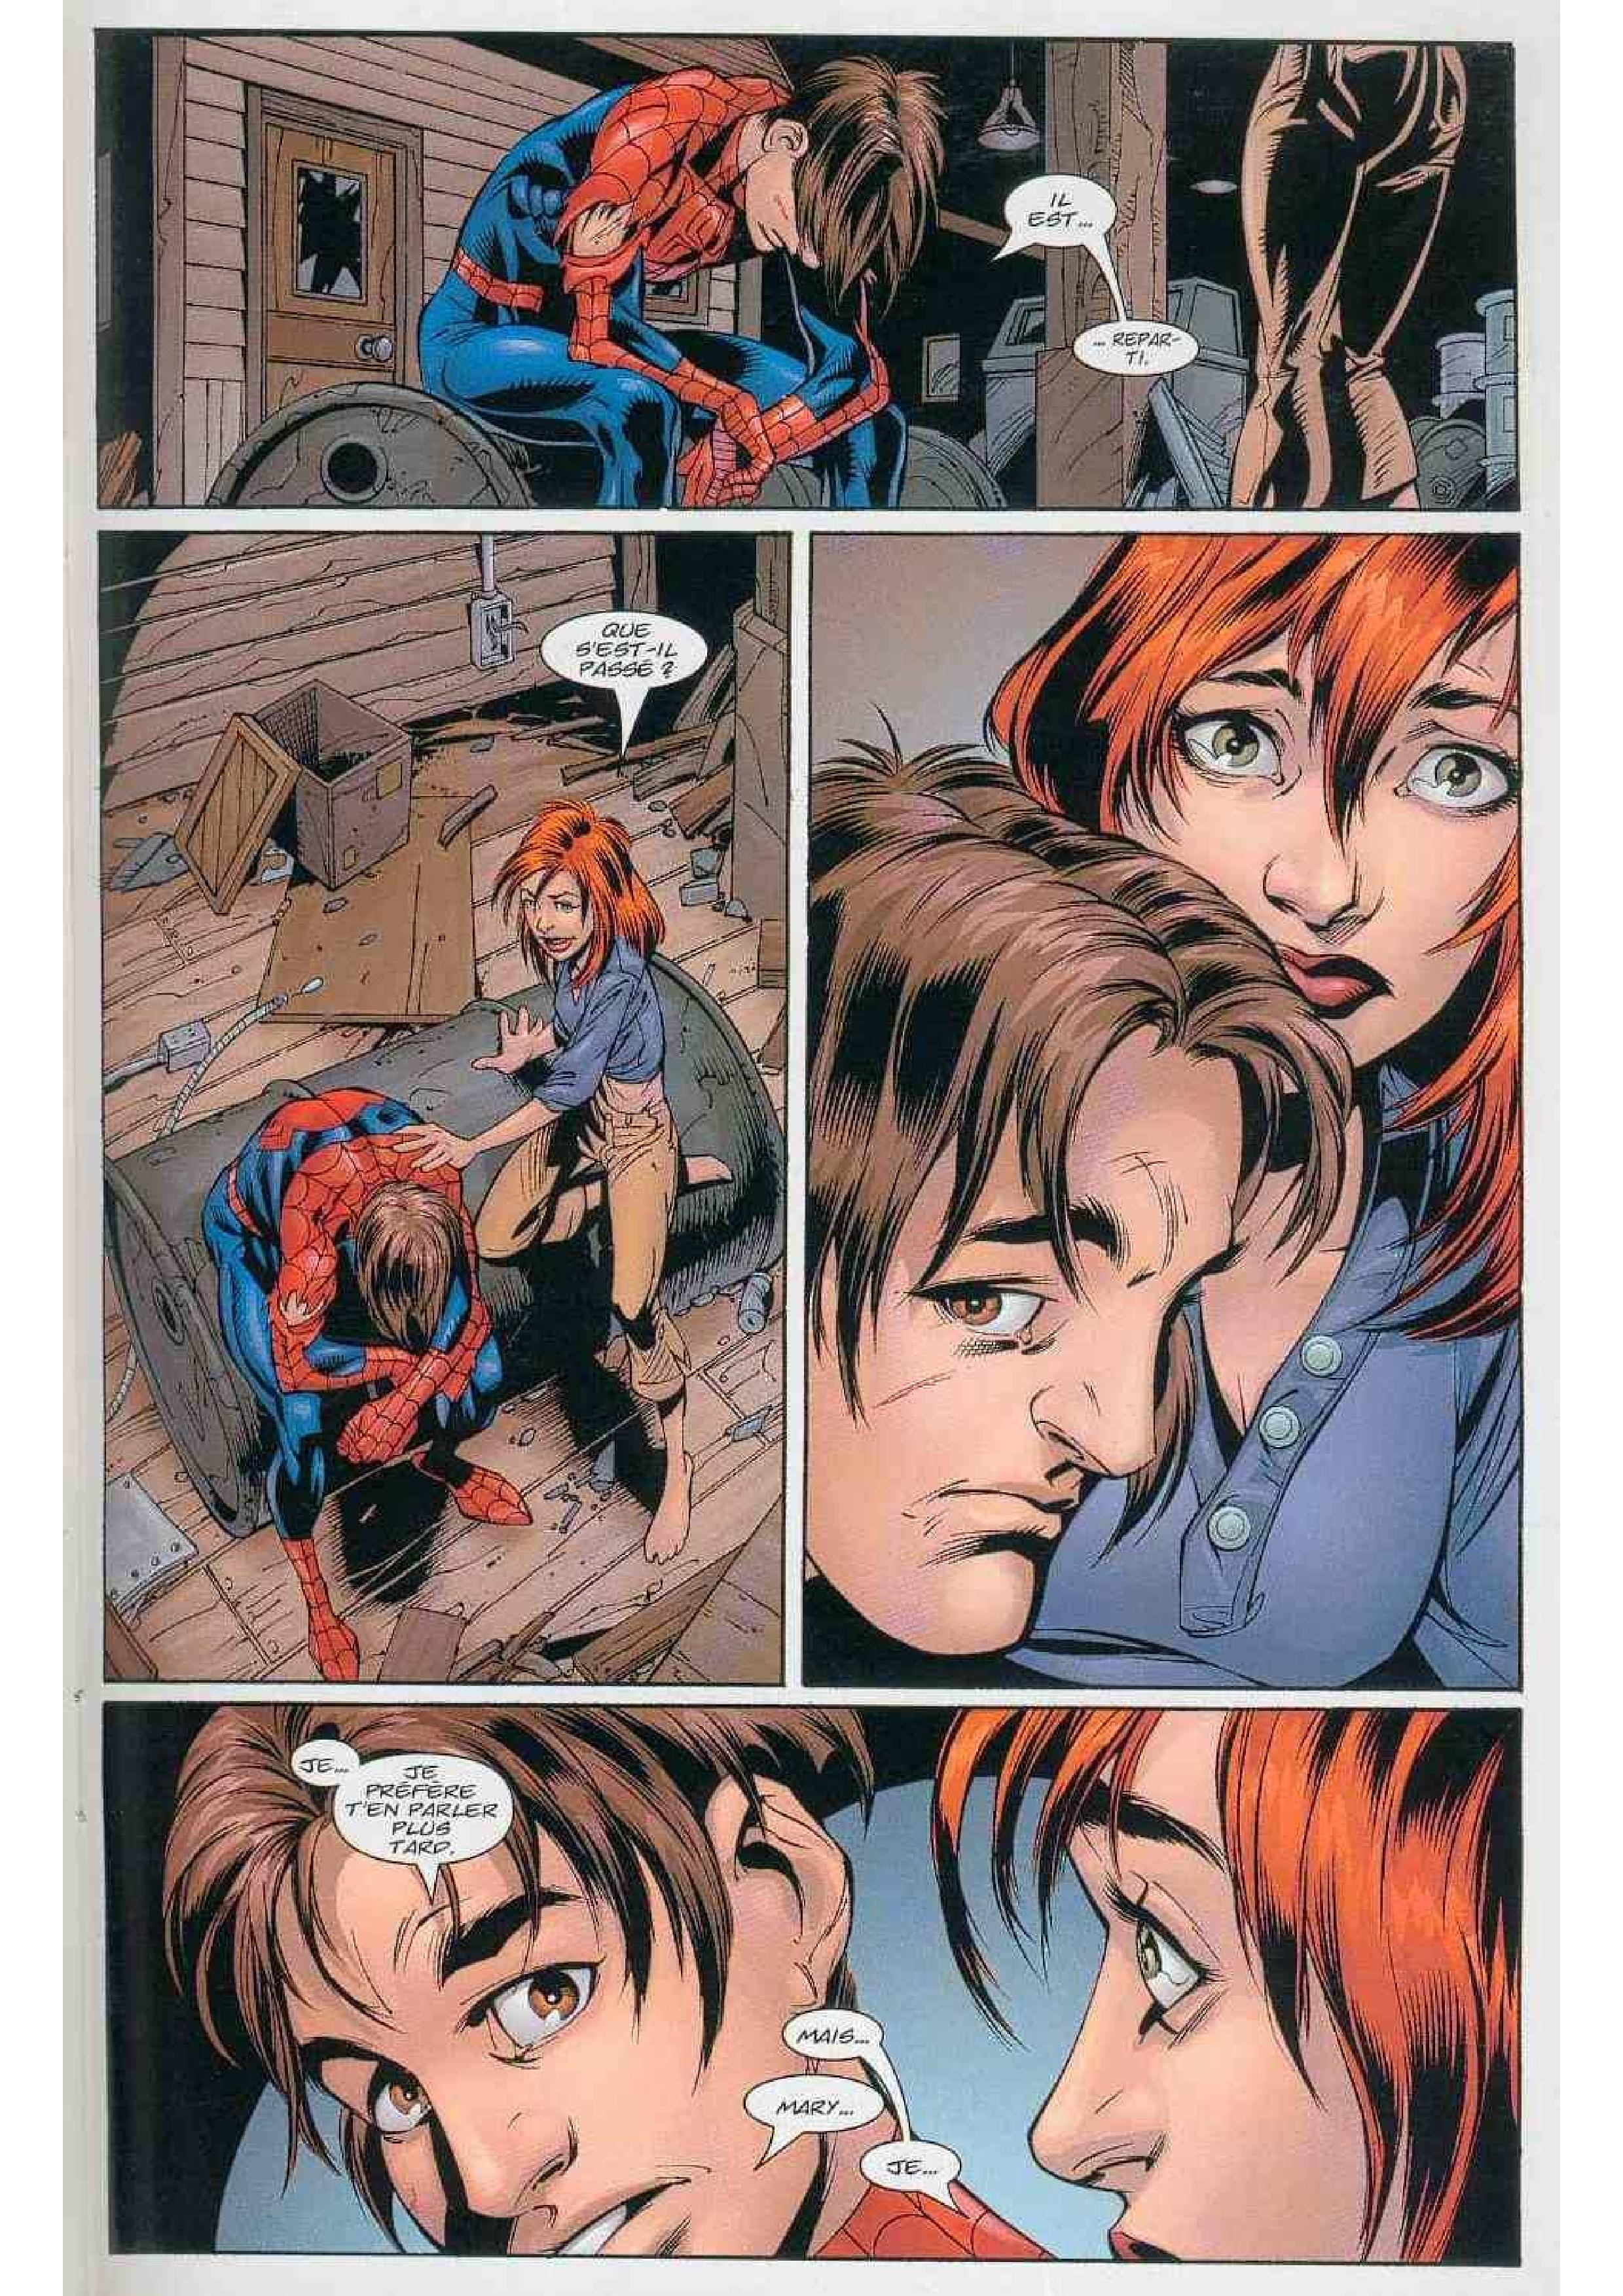 IL
EST...
... REPAR-
TI.
QUE
S'EST-IL
PASSÉ ?
JE...
JE
PRÉFÈRE
T'EN PARLER
PLUS
TARD.
MAIS...
MARY...
JE...